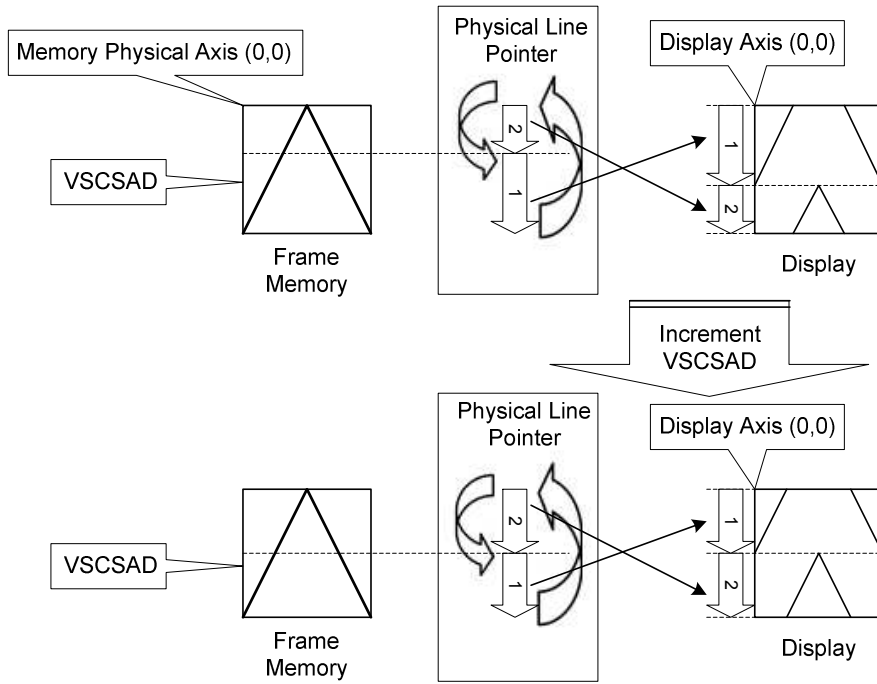 Memory Physical Axis (0,0)
Physical Line
Pointer
Display Axis (0,0)
VSCSAD
2
1
1
2
Frame
Memory
Display
Increment
VSCSAD
Physical Line
Pointer
Display Axis (0,0)
VSCSAD
2
1
1
2
Frame
Memory
Display